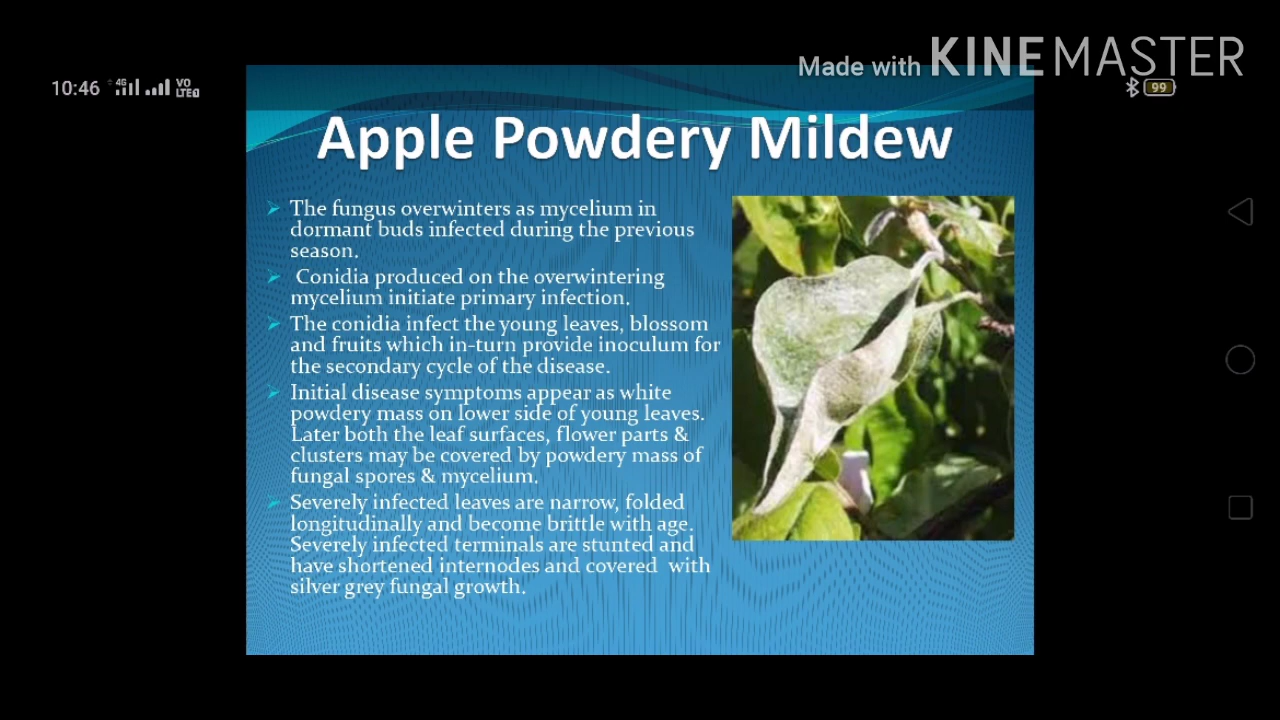 Made with KINEMASTER
10:46 4G VO LTE 99
Apple Powdery Mildew
The fungus overwinters as mycelium in
dormant buds infected during the previous
season.
Conidia produced on the overwintering
mycelium initiate primary infection.
The conidia infect the young leaves, blossom
and fruits which in-turn provide inoculum for
the secondary cycle of the disease.
Initial disease symptoms appear as white
powdery mass on lower side of young leaves.
Later both the leaf surfaces, flower parts &
clusters may be covered by powdery mass of
fungal spores & mycelium.
Severely infected leaves are narrow, folded
longitudinally and become brittle with age.
Severely infected terminals are stunted and
have shortened internodes and covered  with
silver grey fungal growth.